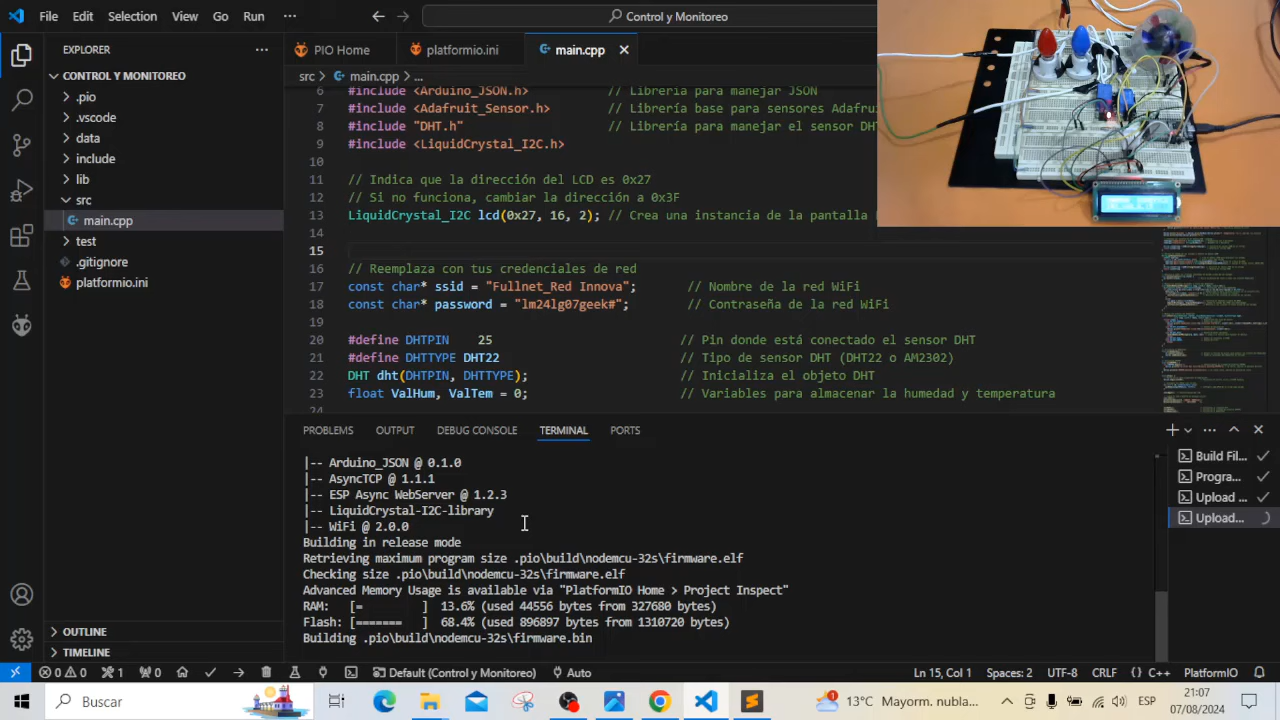 File Edit Selection View Go Run ···
Control y Monitoreo
EXPLORER
PIO Home
platformio.ini
main.cpp
src > main.cpp > ...
CONTROL Y MONITOREO
.pio
.vscode
data
include
lib
src
main.cpp
test
.gitignore
platformio.ini
OUTLINE
TIMELINE
6 #include <Arduino_JSON.h> // Librería para manejar JSON
7 #include <Adafruit_Sensor.h> // Librería base para sensores Adafru
8 #include "DHT.h" // Librería para manejar el sensor DHT
9 #include <LiquidCrystal_I2C.h>
10
11 // Indica que la dirección del LCD es 0x27
12 // Si no funciona, cambiar la dirección a 0x3F
13 LiquidCrystal_I2C lcd(0x27, 16, 2); // Crea una instancia de la pantalla
14
15
16 // Reemplaza con tus credenciales de red
17 const char* ssid = "Tullnet_Red Innova"; // Nombre de la red WiFi
18 const char* password = "lm24lg07geek#"; // Contraseña de la red WiFi
19
20 #define DHTPIN 25 // Pin donde está conectado el sensor DHT
21 #define DHTTYPE DHT22 // Tipo de sensor DHT (DHT22 o AM2302)
22 DHT dht(DHTPIN, DHTTYPE); // Inicializa el objeto DHT
23 float ValHum, ValTem = 0; // Variables para almacenar la humedad y temperatura
24
PROBLEMS OUTPUT DEBUG CONSOLE TERMINAL PORTS
|-- Arduino_JSON @ 0.1.0
|-- AsyncTCP @ 1.1.1
|-- ESP Async WebServer @ 1.2.3
|-- LiquidCrystal-I2C-library
|-- WiFi @ 2.0.0
Building in release mode
Retrieving maximum program size .pio\build\nodemcu-32s\firmware.elf
Checking size .pio\build\nodemcu-32s\firmware.elf
Advanced Memory Usage is available via "PlatformIO Home > Project Inspect"
RAM: [= ] 13.6% (used 44556 bytes from 327680 bytes)
Flash: [======= ] 68.4% (used 896897 bytes from 1310720 bytes)
Building .pio\build\nodemcu-32s\firmware.bin
Build Fil...
Progra...
Upload ...
Upload...
0 0 1 0 Default (Control y Monitoreo) Auto Ln 15, Col 1 Spaces: 2 UTF-8 CRLF {} C++ PlatformIO
Buscar
13°C Mayorm. nubla...
ESP
21:07
07/08/2024